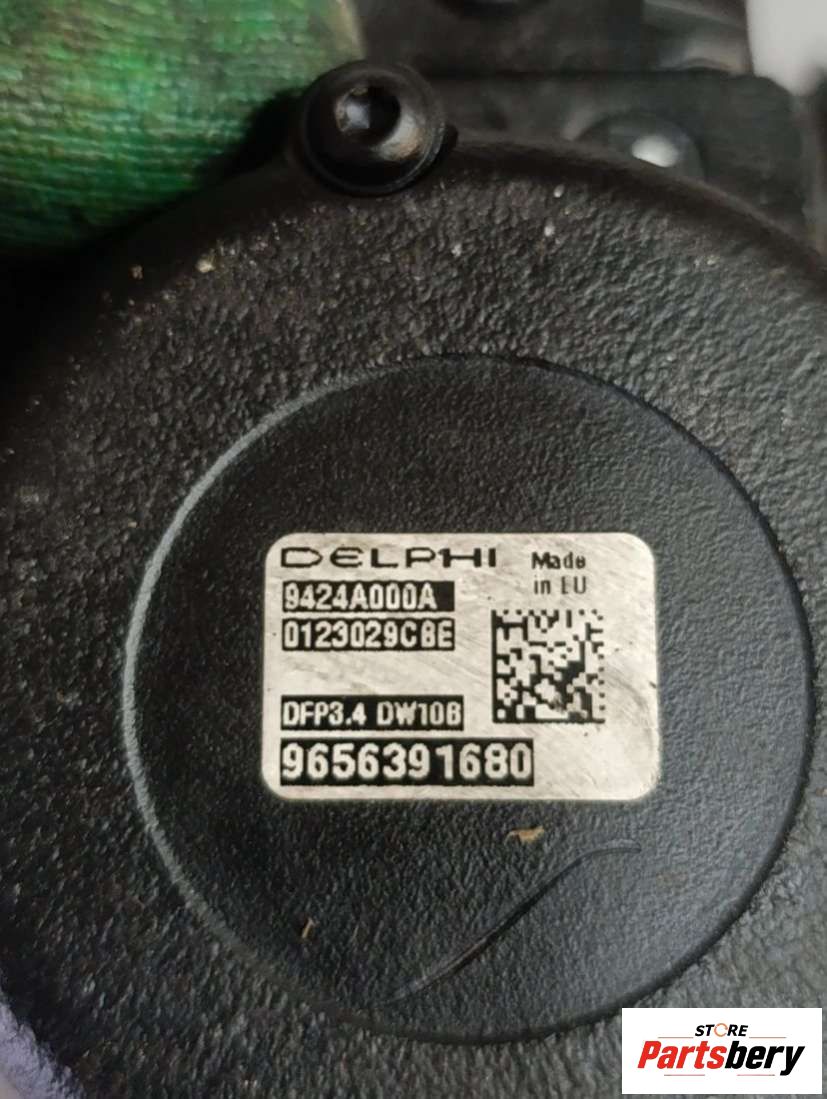 DELPHI Made
in EU
9424A000A
0123029C8E
DFP3.4 DW10B
9656391680
STORE
Partsbery